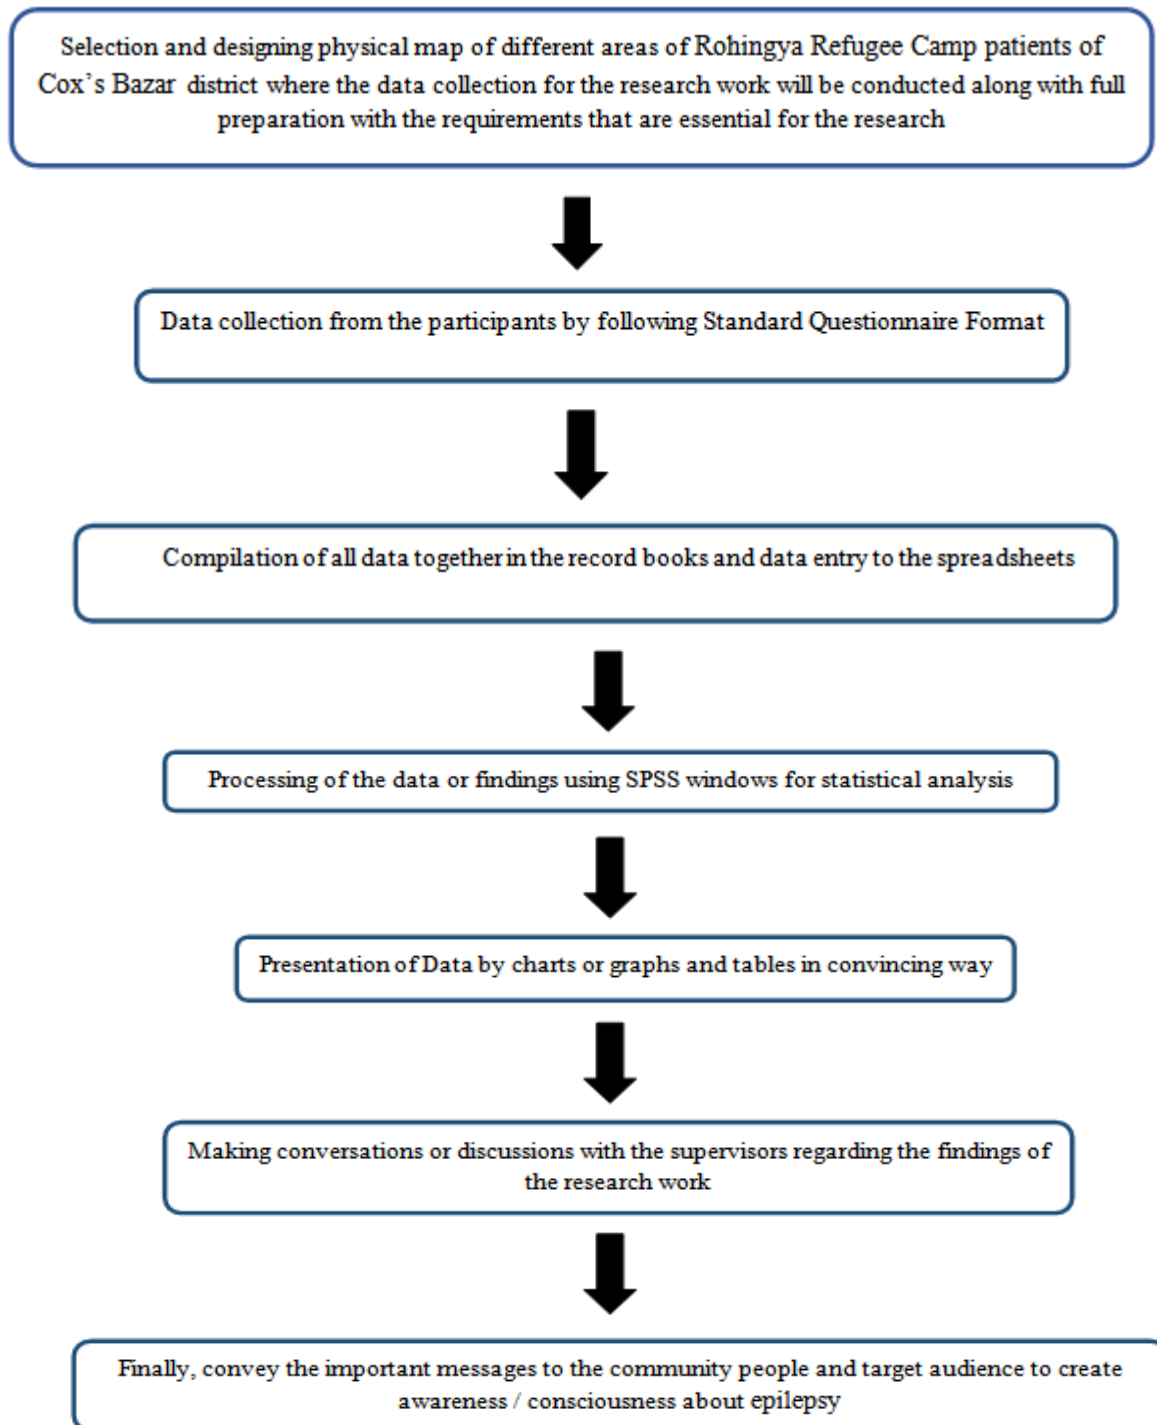 Selection and designing physical map of different areas of Rohingya Refugee Camp patients of
Cox's Bazar district where the data collection for the research work will be conducted along with full
preparation with the requirements that are essential for the research
Data collection from the participants by following Standard Questionnaire Format
Compilation of all data together in the record books and data entry to the spreadsheets
Processing of the data or findings using SPSS windows for statistical analysis
Presentation of Data by charts or graphs and tables in convincing way
Making conversations or discussions with the supervisors regarding the findings of
the research work
Finally, convey the important messages to the community people and target audience to create
awareness / consciousness about epilepsy